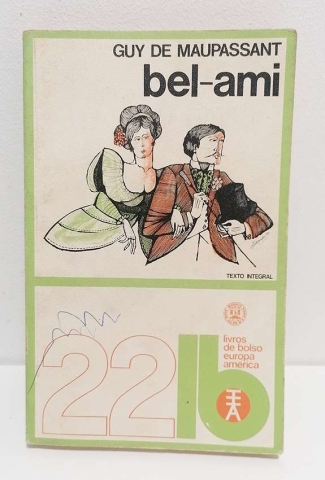 GUY DE MAUPASSANT
bel-ami
TEXTO INTEGRAL
22
lb
livros
de bolso
europa
américa